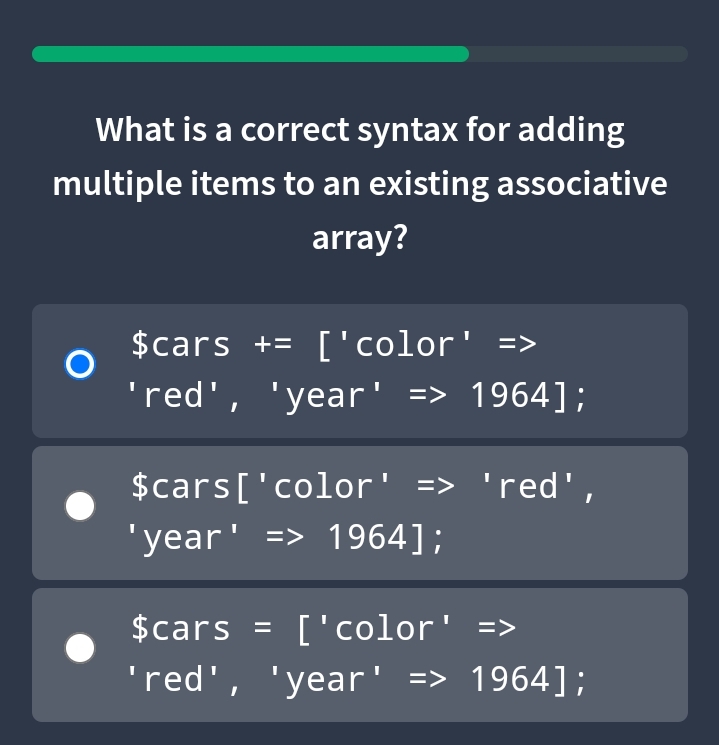 What is a correct syntax for adding
multiple items to an existing associative
array?
$cars += ['color' =>
'red', 'year' => 1964];
$cars['color' => 'red',
'year' => 1964];
$cars = ['color' =>
'red', 'year' => 1964];